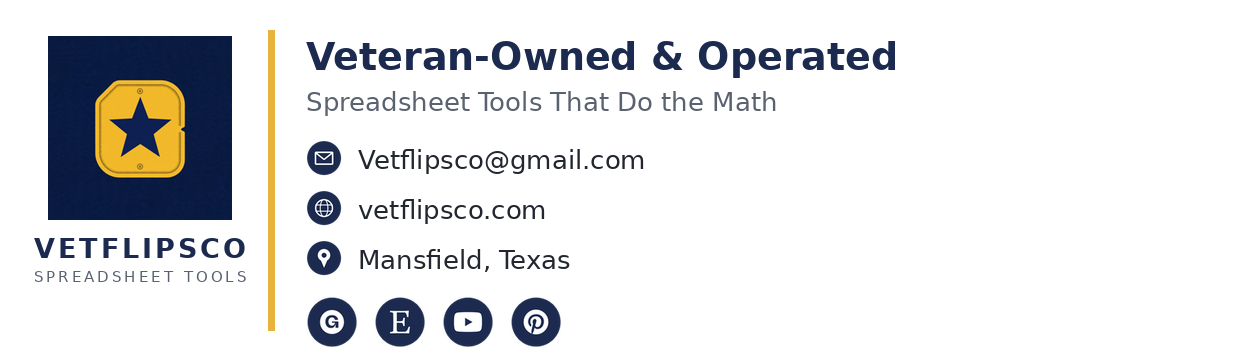 VETFLIPSCO
SPREADSHEET TOOLS
Veteran-Owned & Operated
Spreadsheet Tools That Do the Math
Vetflipsco@gmail.com
vetflipsco.com
Mansfield, Texas
G E